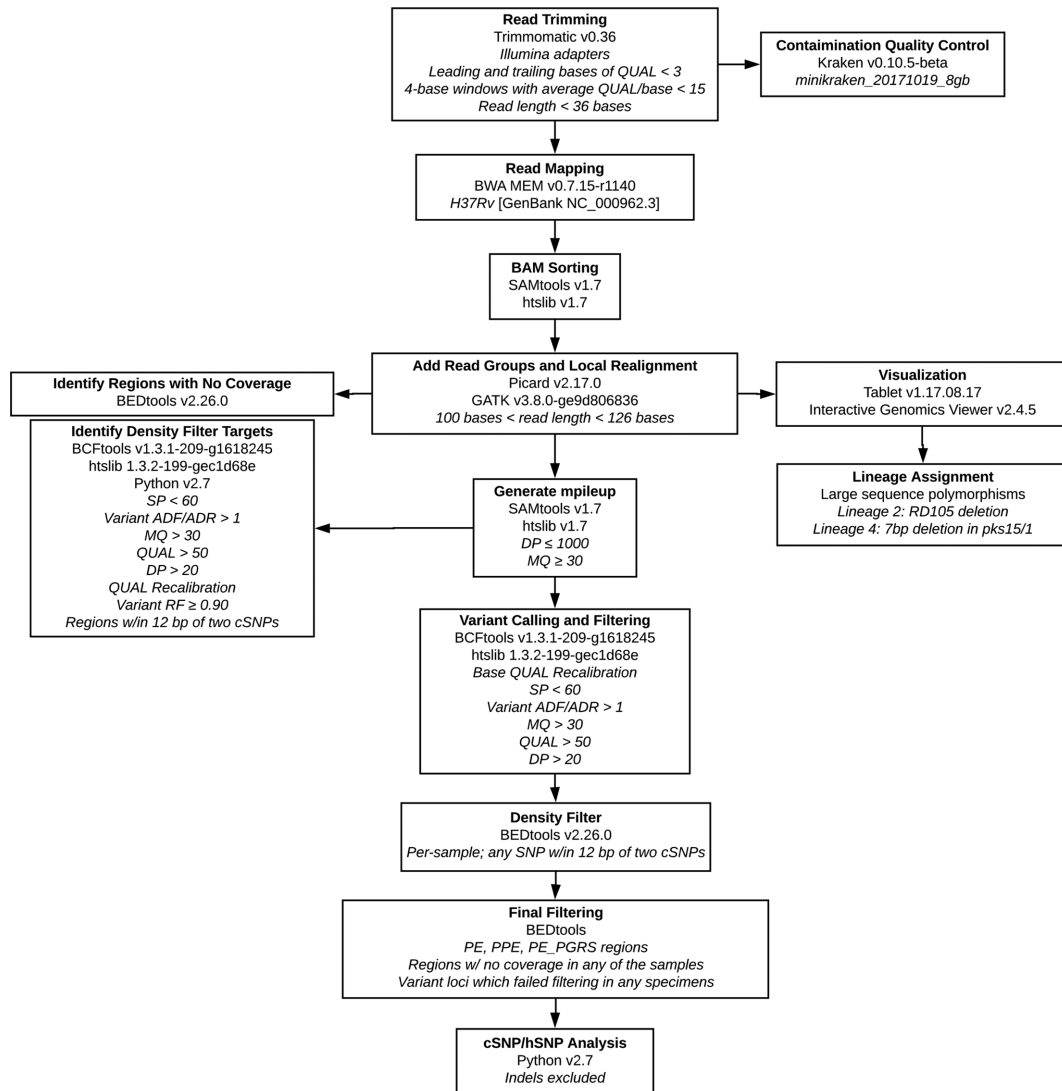 Read Trimming
Trimmomatic v0.36
Illumina adapters
Leading and trailing bases of QUAL < 3
4-base windows with average QUAL/base < 15
Read length < 36 bases
Contaimination Quality Control
Kraken v0.10.5-beta
minikraken_20171019_8gb
Read Mapping
BWA MEM v0.7.15-r1140
H37Rv [GenBank NC_000962.3]
BAM Sorting
SAMtools v1.7
htslib v1.7
Add Read Groups and Local Realignment
Picard v2.17.0
GATK v3.8.0-ge9d806836
100 bases < read length < 126 bases
Identify Regions with No Coverage
BEDtools v2.26.0
Visualization
Tablet v1.17.08.17
Interactive Genomics Viewer v2.4.5
Identify Density Filter Targets
BCFtools v1.3.1-209-g1618245
htslib 1.3.2-199-gec1d68e
Python v2.7
SP < 60
Variant ADF/ADR > 1
MQ > 30
QUAL > 50
DP > 20
QUAL Recalibration
Variant RF ≥ 0.90
Regions w/in 12 bp of two cSNPs
Lineage Assignment
Large sequence polymorphisms
Lineage 2: RD105 deletion
Lineage 4: 7bp deletion in pks15/1
Generate mpileup
SAMtools v1.7
htslib v1.7
DP ≤ 1000
MQ ≥ 30
Variant Calling and Filtering
BCFtools v1.3.1-209-g1618245
htslib 1.3.2-199-gec1d68e
Base QUAL Recalibration
SP < 60
Variant ADF/ADR > 1
MQ > 30
QUAL > 50
DP > 20
Density Filter
BEDtools v2.26.0
Per-sample; any SNP w/in 12 bp of two cSNPs
Final Filtering
BEDtools
PE, PPE, PE_PGRS regions
Regions w/ no coverage in any of the samples
Variant loci which failed filtering in any specimens
cSNP/hSNP Analysis
Python v2.7
Indels excluded